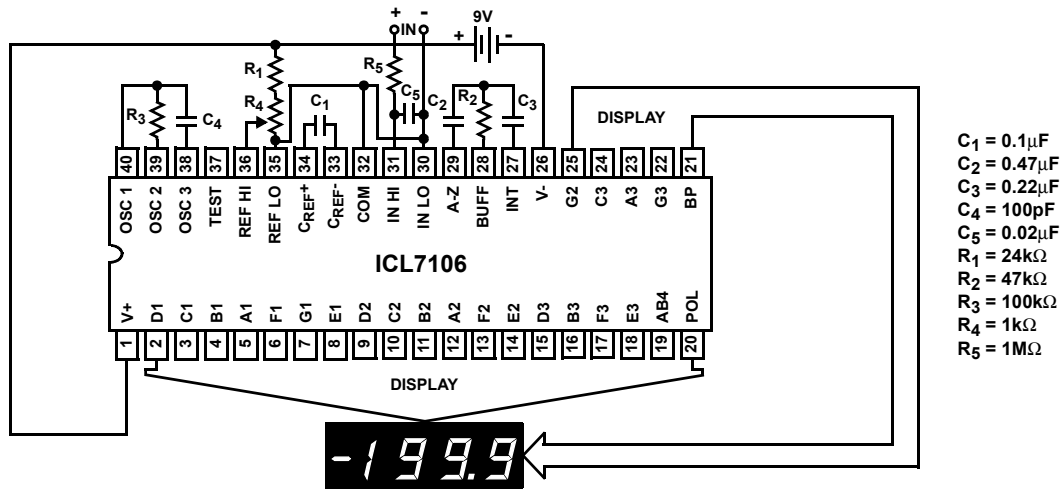 + -
IN
9V
+ -
R1
R5
C5
C2
R2
C3
R3
C4
R4
C1
DISPLAY
40 39 38 37 36 35 34 33 32 31 30 29 28 27 26 25 24 23 22 21
OSC 1
OSC 2
OSC 3
TEST
REF HI
REF LO
CREF+
CREF-
COM
IN HI
IN LO
A-Z
BUFF
INT
V-
G2
C3
A3
G3
BP
ICL7106
V+
D1
C1
B1
A1
F1
G1
E1
D2
C2
B2
A2
F2
E2
D3
B3
F3
E3
AB4
POL
1 2 3 4 5 6 7 8 9 10 11 12 13 14 15 16 17 18 19 20
DISPLAY
-199.9
C1 = 0.1μF
C2 = 0.47μF
C3 = 0.22μF
C4 = 100pF
C5 = 0.02μF
R1 = 24kΩ
R2 = 47kΩ
R3 = 100kΩ
R4 = 1kΩ
R5 = 1MΩ